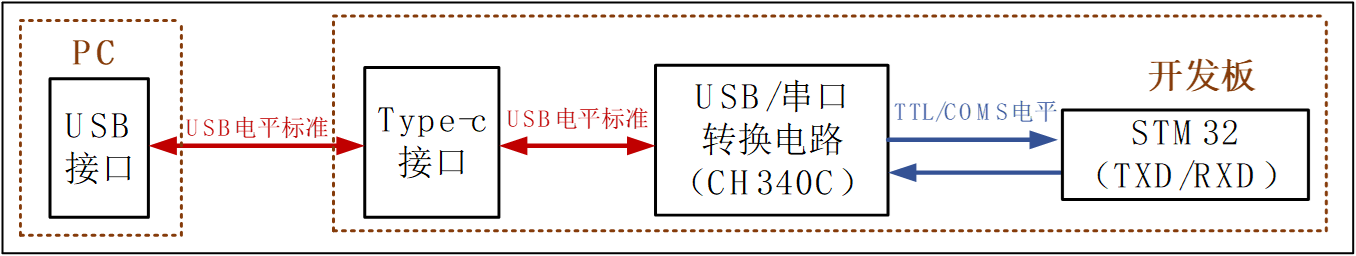 PC
USB
接口
USB电平标准
Type-c
接口
USB电平标准
USB/串口
转换电路
（CH340C）
TTL/COMS电平
开发板
STM32
（TXD/RXD）